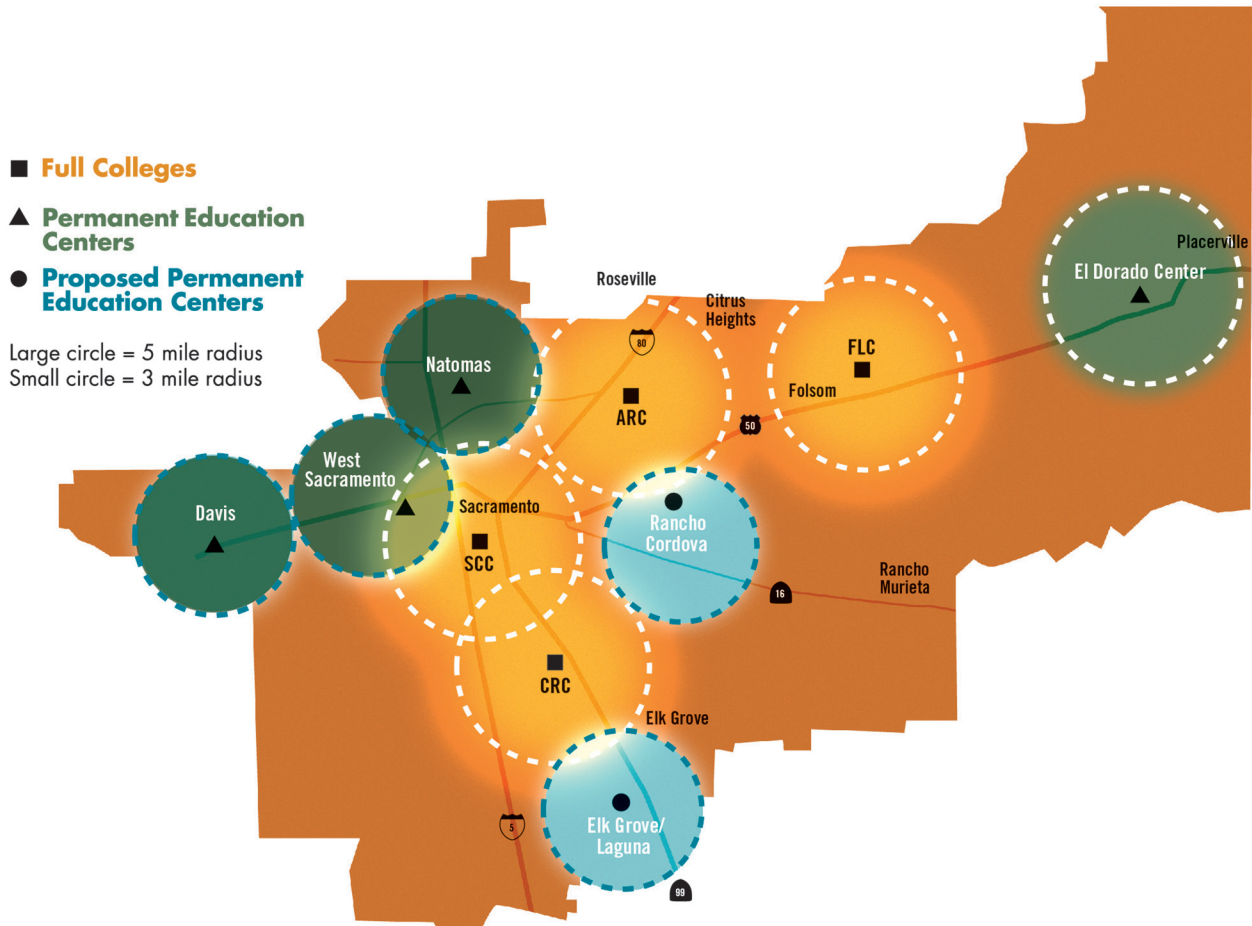 Full Colleges
Permanent Education
Centers
Proposed Permanent
Education Centers
Large circle = 5 mile radius
Small circle = 3 mile radius
Roseville
Citrus
Heights
80
Natomas
ARC
FLC
Folsom
50
El Dorado Center
Placerville
West
Sacramento
Davis
Sacramento
SCC
Rancho
Cordova
16
Rancho
Murieta
CRC
Elk Grove
5
Elk Grove/
Laguna
99